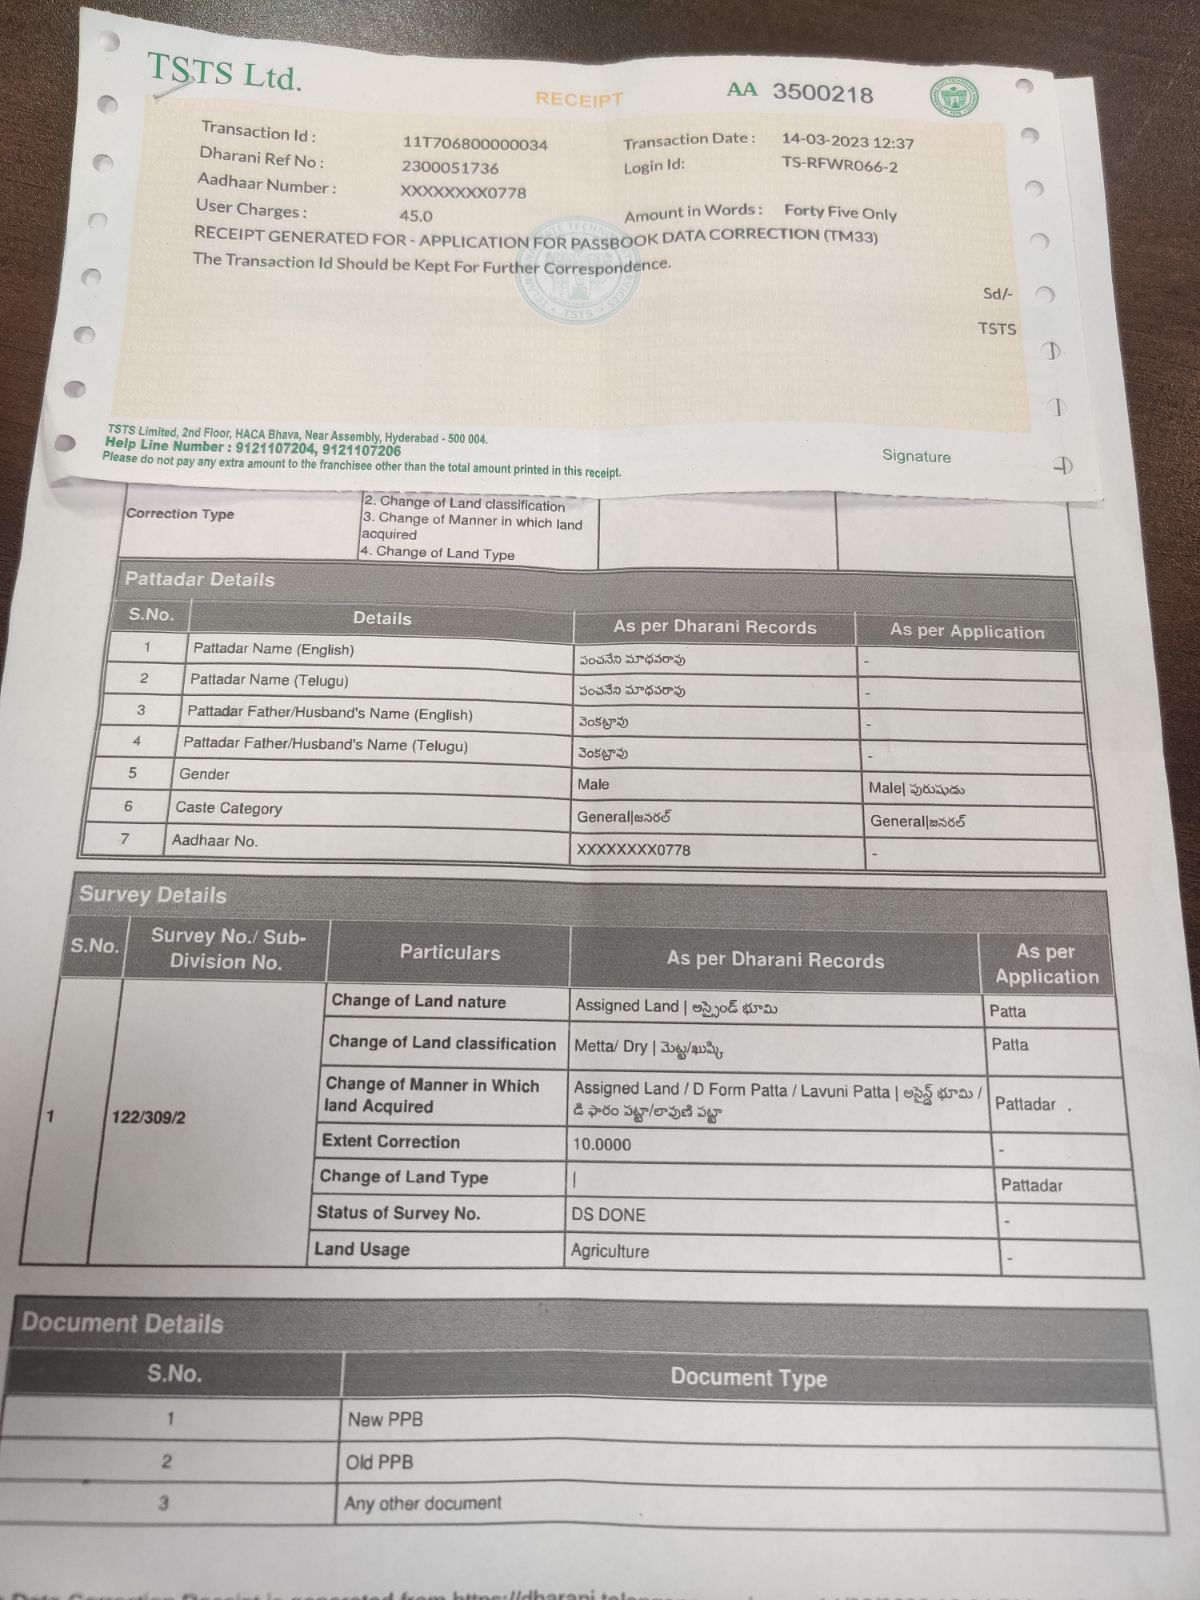 TSTS Ltd.
RECEIPT
AA 3500218
Transaction Id : 11T706800000034 Transaction Date : 14-03-2023 12:37
Dharani Ref No : 2300051736 Login Id: TS-RFWR066-2
Aadhaar Number : XXXXXXXX0778
User Charges : 45.0 Amount in Words : Forty Five Only
RECEIPT GENERATED FOR - APPLICATION FOR PASSBOOK DATA CORRECTION (TM33)
The Transaction Id Should be Kept For Further Correspondence.
TSTS
Sd/-
TSTS
TSTS Limited, 2nd Floor, HACA Bhava, Near Assembly, Hyderabad - 500 004.
Help Line Number : 9121107204, 9121107206
Please do not pay any extra amount to the franchisee other than the total amount printed in this receipt.
Signature
Correction Type
2. Change of Land classification
3. Change of Manner in which land
acquired
4. Change of Land Type
Pattadar Details
S.No. Details As per Dharani Records As per Application
1 Pattadar Name (English) పంచనేని మాధవరావు -
2 Pattadar Name (Telugu) పంచనేని మాధవరావు -
3 Pattadar Father/Husband's Name (English) వెంకట్రావు -
4 Pattadar Father/Husband's Name (Telugu) వెంకట్రావు -
5 Gender Male Male| పురుషుడు
6 Caste Category General|జనరల్ General|జనరల్
7 Aadhaar No. XXXXXXXX0778 -
Survey Details
S.No. Survey No./ Sub-
Division No. Particulars As per Dharani Records As per
Application
1 122/309/2
Change of Land nature Assigned Land | అస్సైండ్ భూమి Patta
Change of Land classification Metta/ Dry | మెట్ట/ఖుష్కి Patta
Change of Manner in Which
land Acquired Assigned Land / D Form Patta / Lavuni Patta | అసైన్డ్ భూమి /
డి ఫారం పట్టా/లావుణి పట్టా Pattadar .
Extent Correction 10.0000 -
Change of Land Type | Pattadar
Status of Survey No. DS DONE -
Land Usage Agriculture -
Document Details
S.No. Document Type
1 New PPB
2 Old PPB
3 Any other document